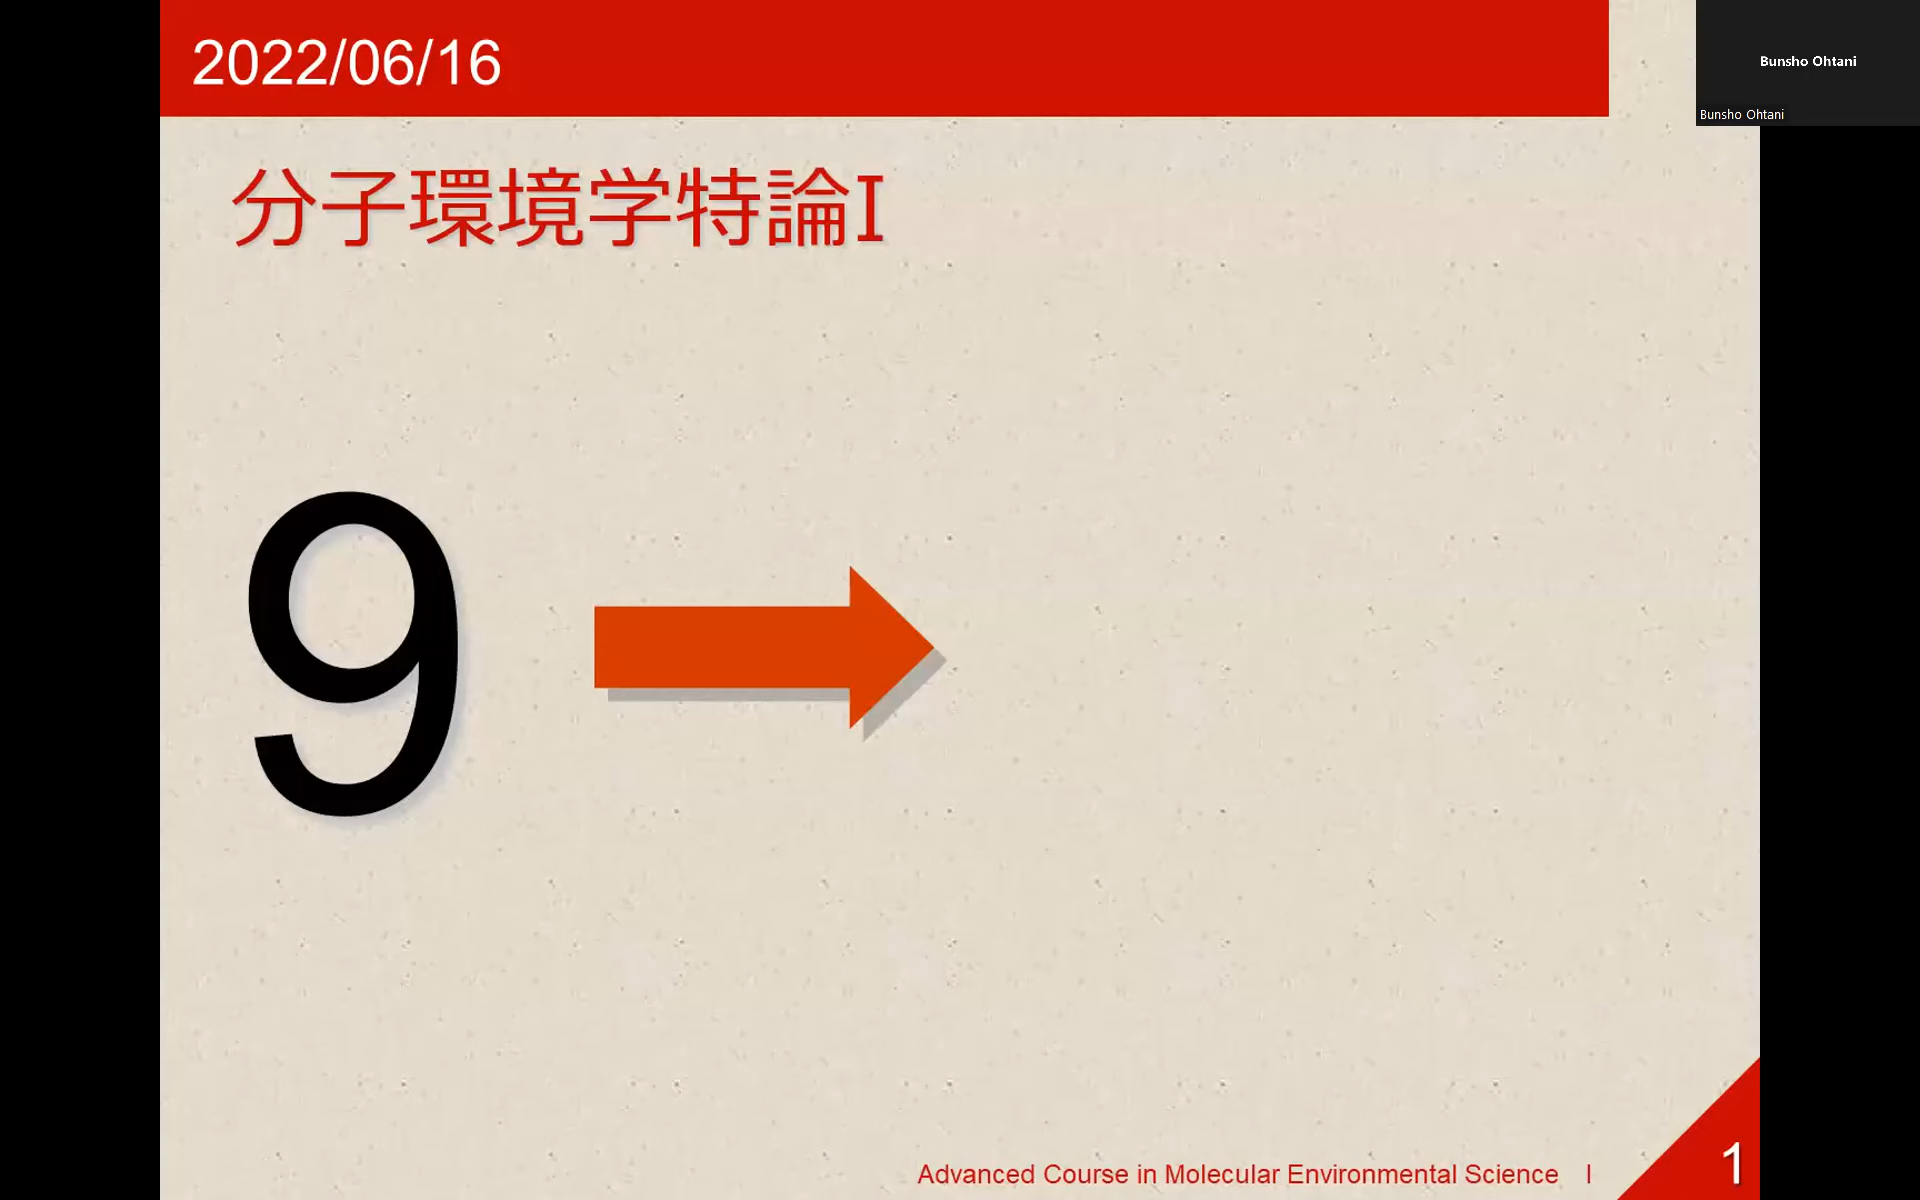 2022/06/16
Bunsho Ohtani
Bunsho Ohtani
分子環境学特論I
9
Advanced Course in Molecular Environmental Science I
1